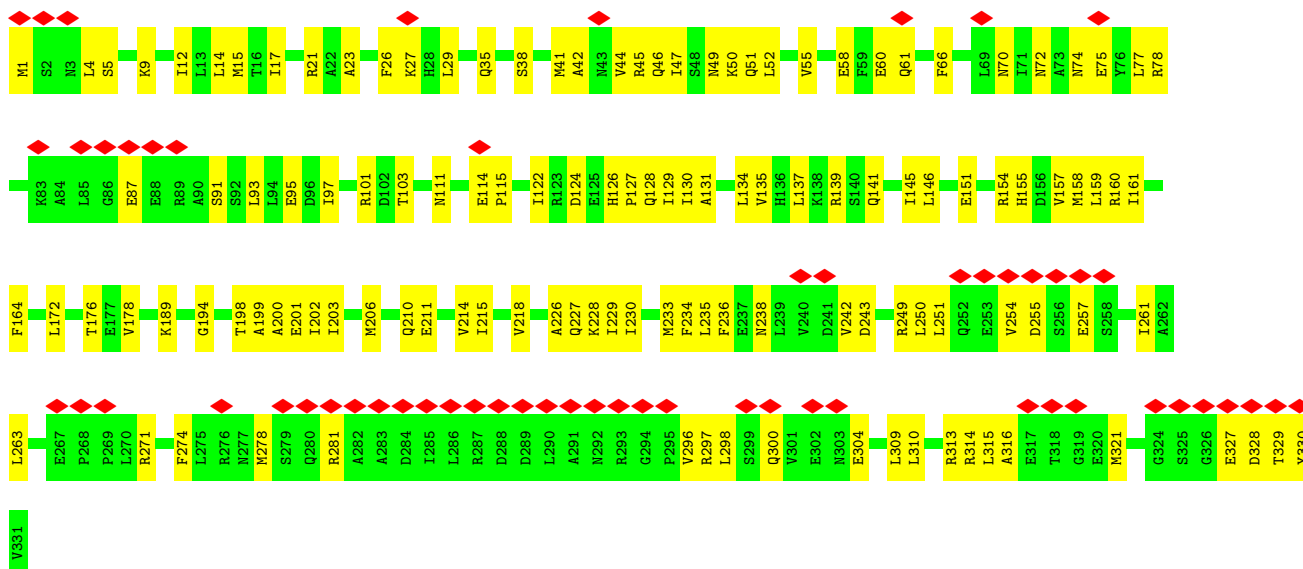 M1 S2 N3 L4 S5 K9 I12 L13 L14 M15 T16 I17 R21 A22 A23 F26 K27 H28 L29 Q35 S38 M41 A42 N43 V44 R45 Q46 I47 S48 N49 K50 Q51 L52 V55 E58 F59 E60 Q61 F66 L69 N70 I71 N72 A73 N74 E75 Y76 L77 R78
K83 A84 L85 G86 E87 E88 R89 A90 S91 S92 L93 L94 E95 D96 I97 R101 D102 T103 N111 E114 P115 I122 R123 D124 E125 H126 P127 Q128 I129 I130 A131 L134 V135 H136 L137 K138 R139 S140 Q141 I145 L146 E151 R154 H155 D156 V157 M158 L159 R160 I161
F164 L172 T176 E177 V178 K189 G194 T198 A199 A200 E201 I202 I203 M206 Q210 E211 V214 I215 V218 A226 Q227 K228 I229 I230 M233 F234 L235 F236 E237 N238 L239 V240 D241 V242 D243 R249 L250 L251 Q252 E253 V254 D255 S256 E257 S258 I261 A262
L263 E267 P268 P269 L270 R271 F274 L275 R276 N277 M278 S279 Q280 R281 A282 A283 D284 I285 L286 R287 D288 D289 L290 A291 N292 R293 G294 P295 V296 R297 L298 S299 Q300 V301 E302 N303 E304 L309 L310 R313 R314 L315 A316 E317 T318 G319 E320 M321 G324 S325 G326 E327 D328 T329 Y330
V331